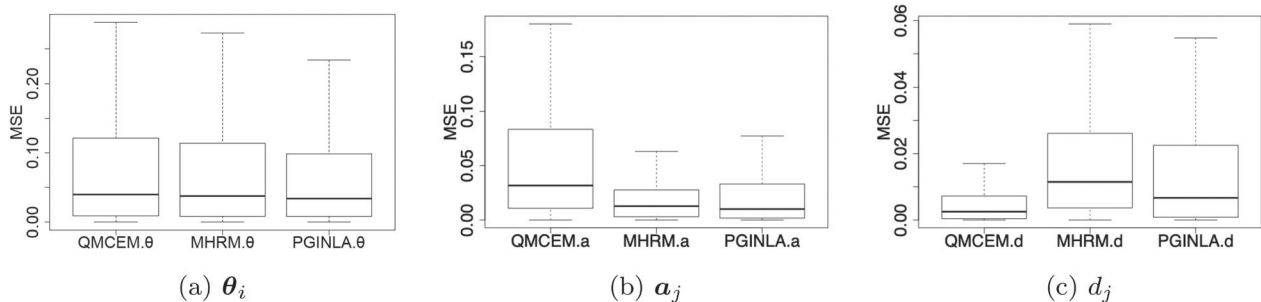 MSE
0.00 0.10 0.20
QMCEM.θ MHRM.θ PGINLA.θ
(a) θᵢ
MSE
0.00 0.05 0.10 0.15
QMCEM.a MHRM.a PGINLA.a
(b) aⱼ
MSE
0.00 0.02 0.04 0.06
QMCEM.d MHRM.d PGINLA.d
(c) dⱼ